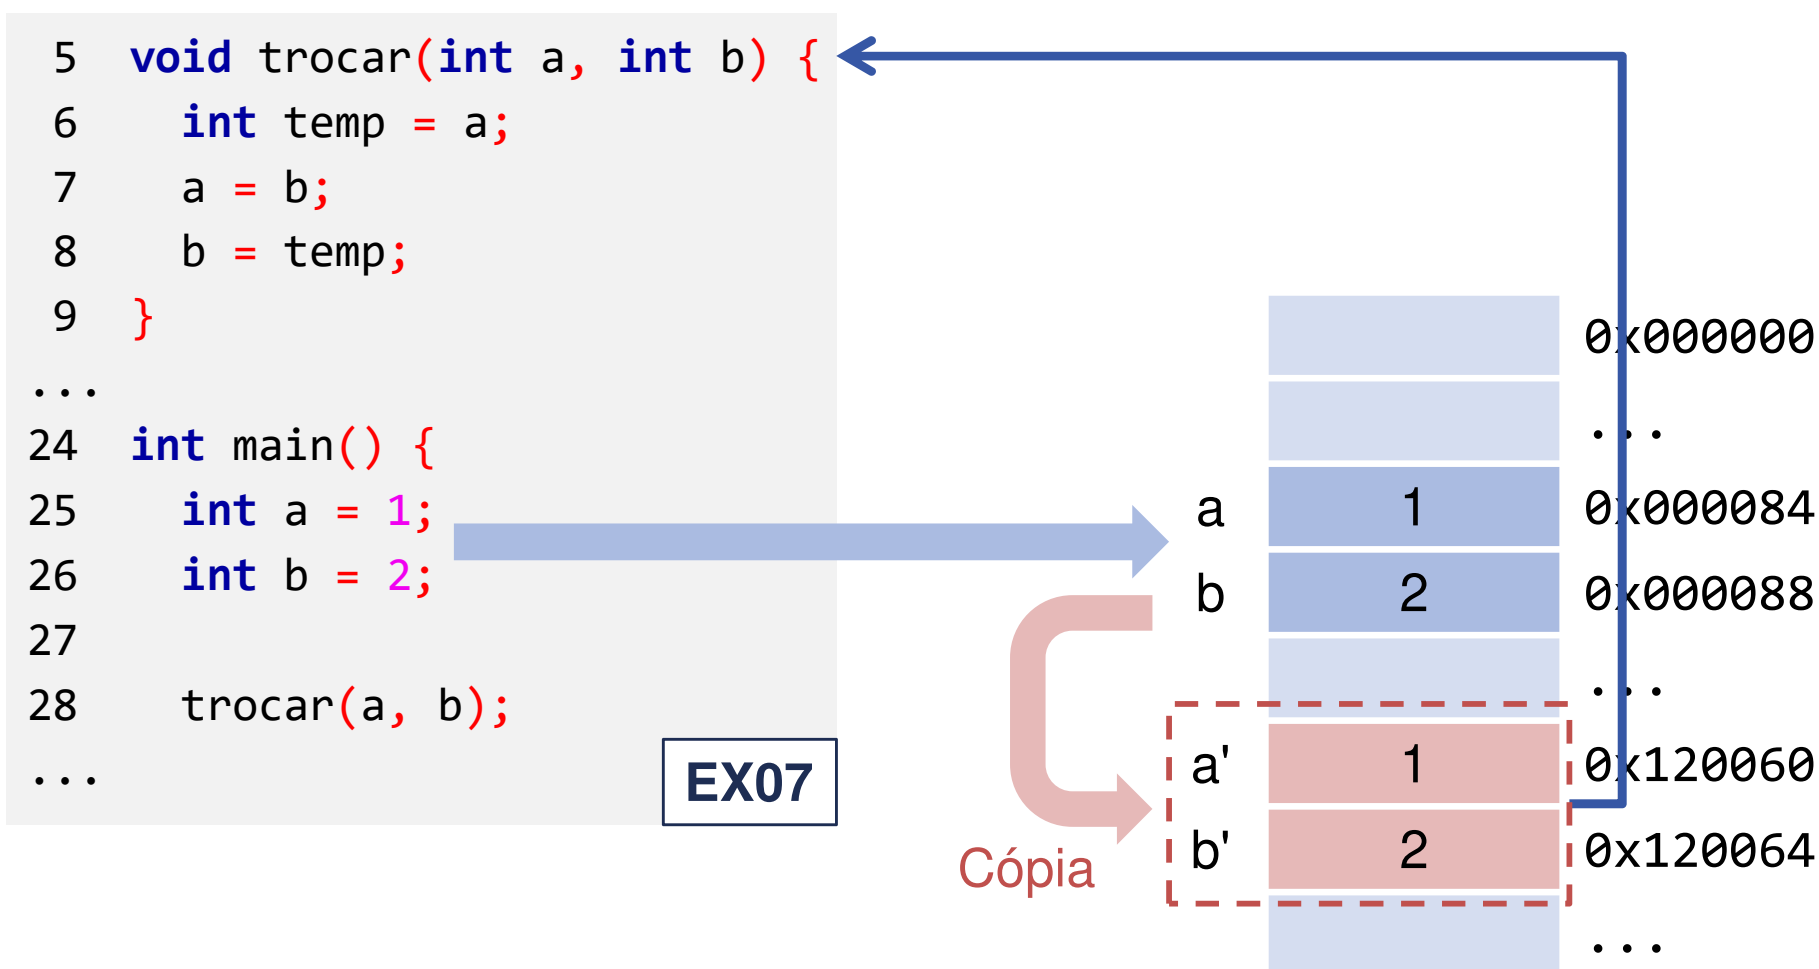 5 void trocar(int a, int b) {
6 int temp = a;
7 a = b;
8 b = temp;
9 }
...
24 int main() {
25 int a = 1;
26 int b = 2;
27
28 trocar(a, b);
...
EX07
0x000000
...
a 1 0x000084
b 2 0x000088
...
a' 1 0x120060
b' 2 0x120064
Cópia
...